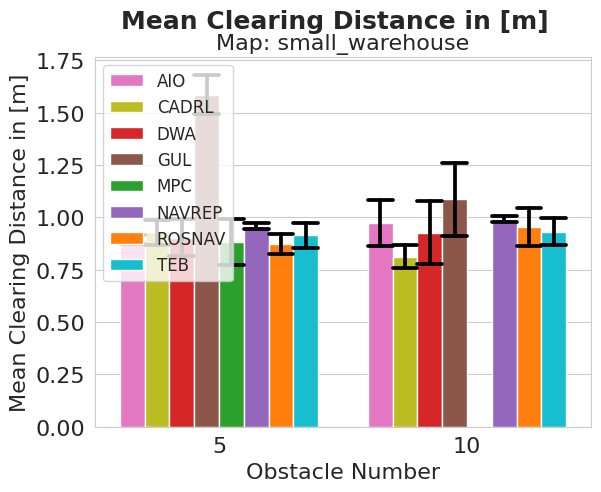 Mean Clearing Distance in [m]
Map: small_warehouse
Mean Clearing Distance in [m]
1.75
1.50
1.25
1.00
0.75
0.50
0.25
0.00
AIO
CADRL
DWA
GUL
MPC
NAVREP
ROSNAV
TEB
5
10
Obstacle Number